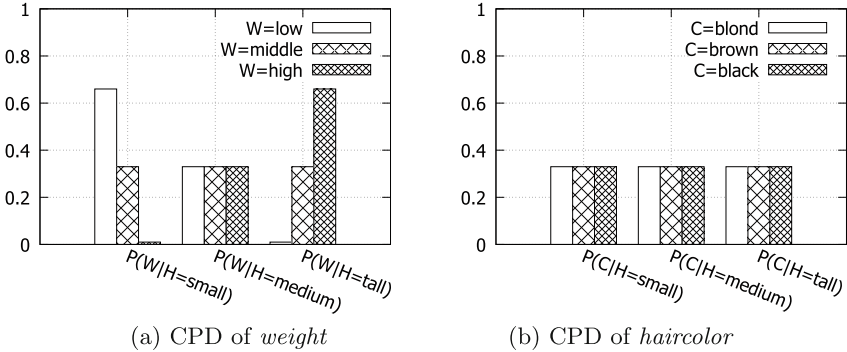 1
0.8
0.6
0.4
0.2
0
W=low
W=middle
W=high
P(W|H=small)
P(W|H=medium)
P(W|H=tall)
(a) CPD of weight
1
0.8
0.6
0.4
0.2
0
C=blond
C=brown
C=black
P(C|H=small)
P(C|H=medium)
P(C|H=tall)
(b) CPD of haircolor